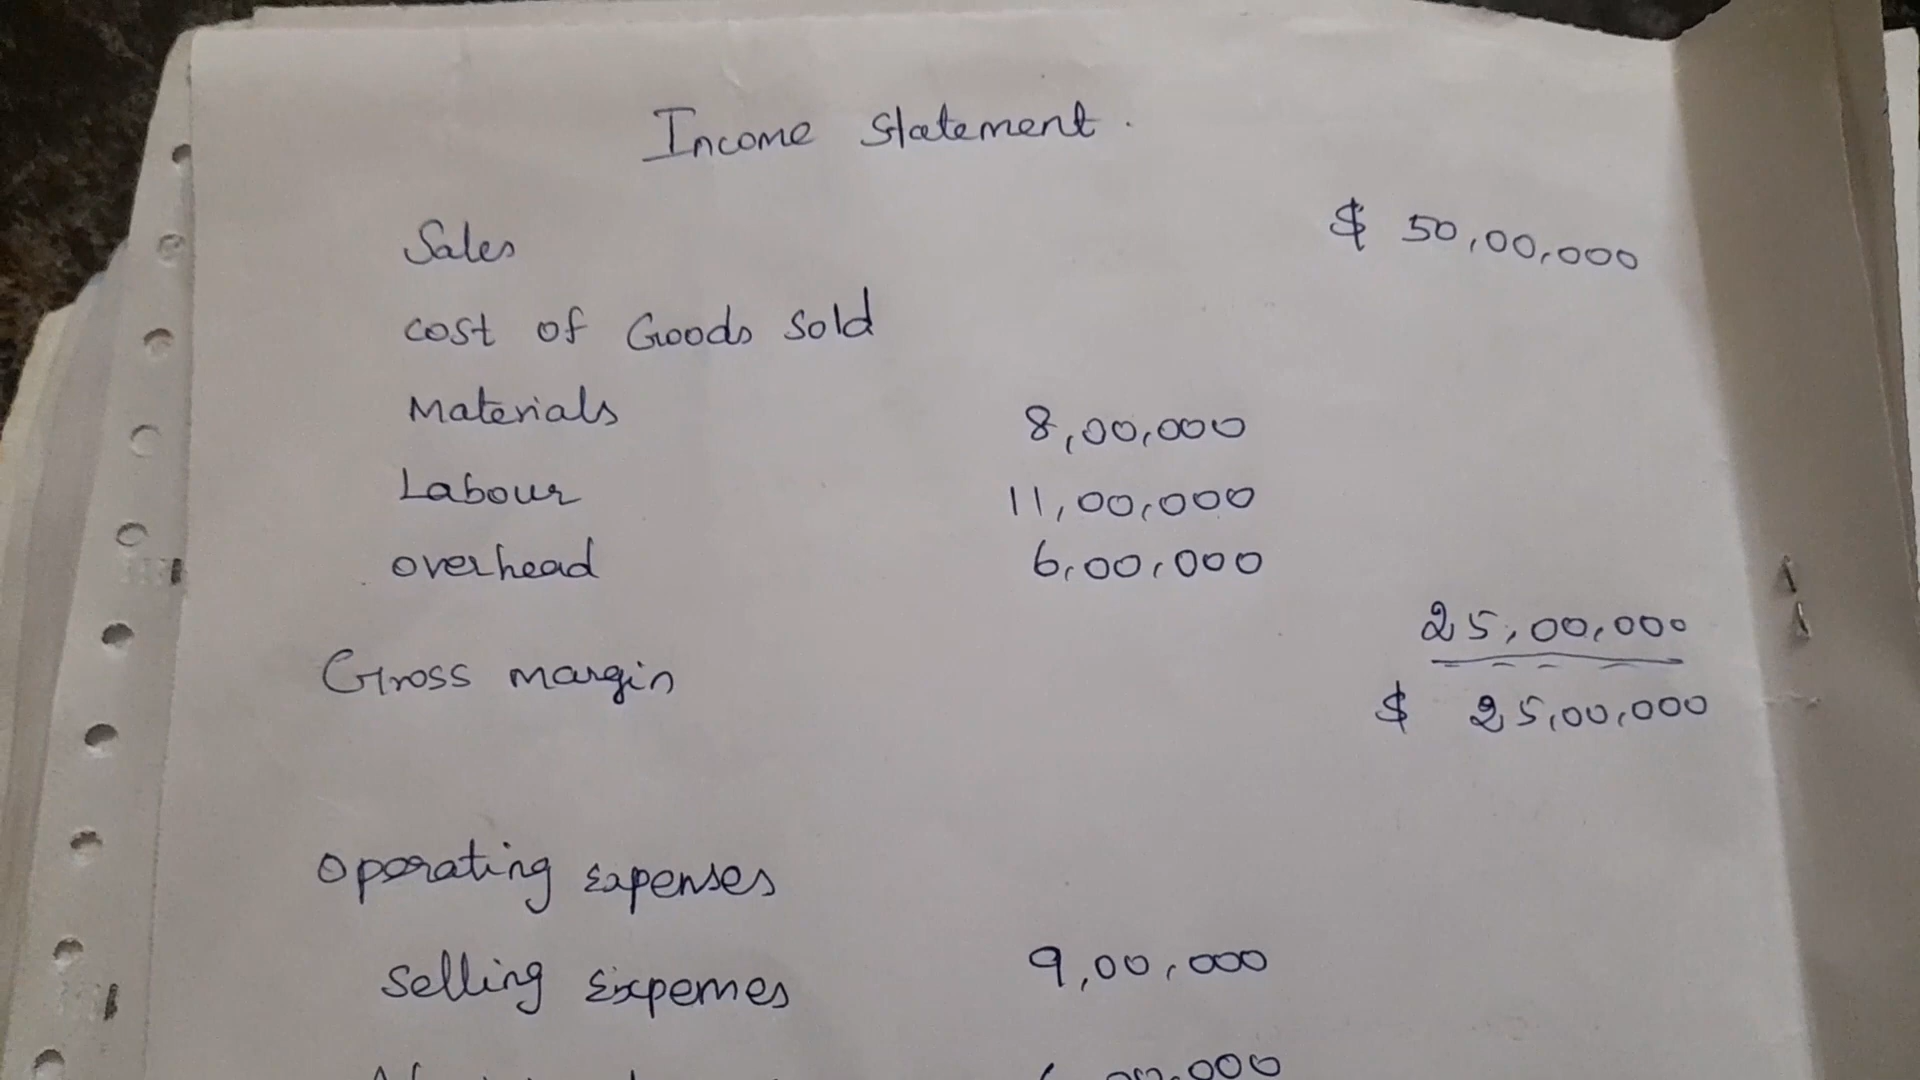 Income Statement.
Sales $ 50,00,000
cost of Goods sold
Materials 8,00,000
Labour 11,00,000
overhead 6,00,000
25,00,000
Gross margin $ 25,00,000
Operating Expenses
Selling Expenses 9,00,000